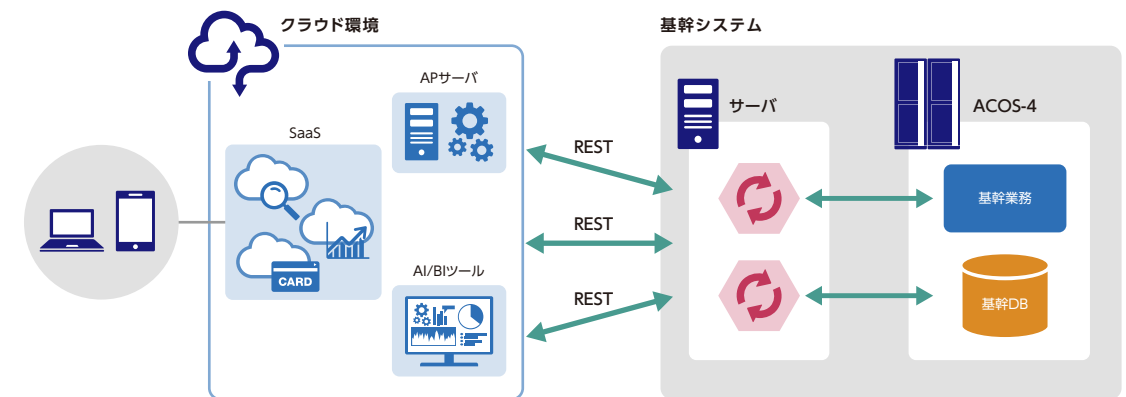 クラウド環境
基幹システム
APサーバ
SaaS
CARD
AI/BIツール
REST
REST
REST
サーバ
ACOS-4
基幹業務
基幹DB